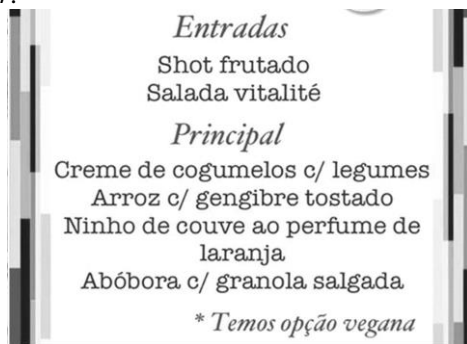 Entradas
Shot frutado
Salada vitalité
Principal
Creme de cogumelos c/ legumes
Arroz c/ gengibre tostado
Ninho de couve ao perfume de
laranja
Abóbora c/ granola salgada
* Temos opção vegana